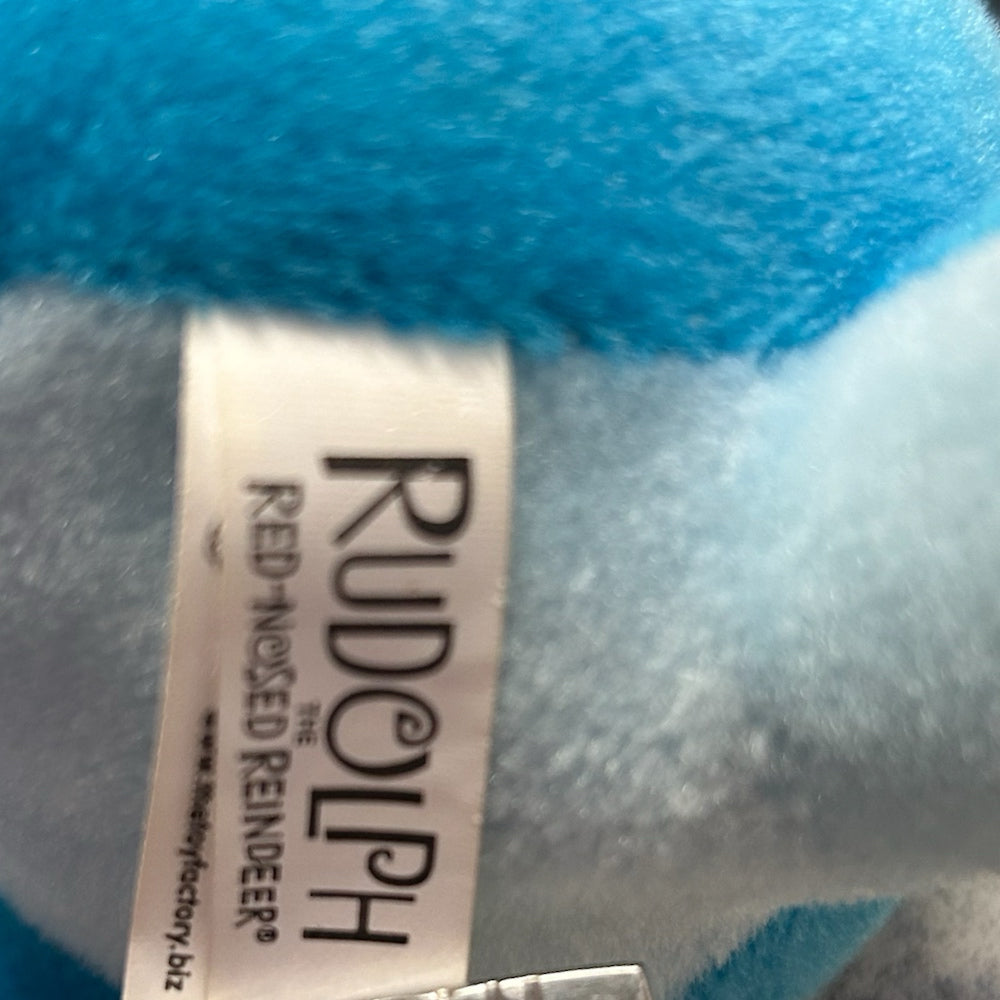 RUDOLPH
THE
RED-NOSED REINDEER®
www.thetoyfactory.biz